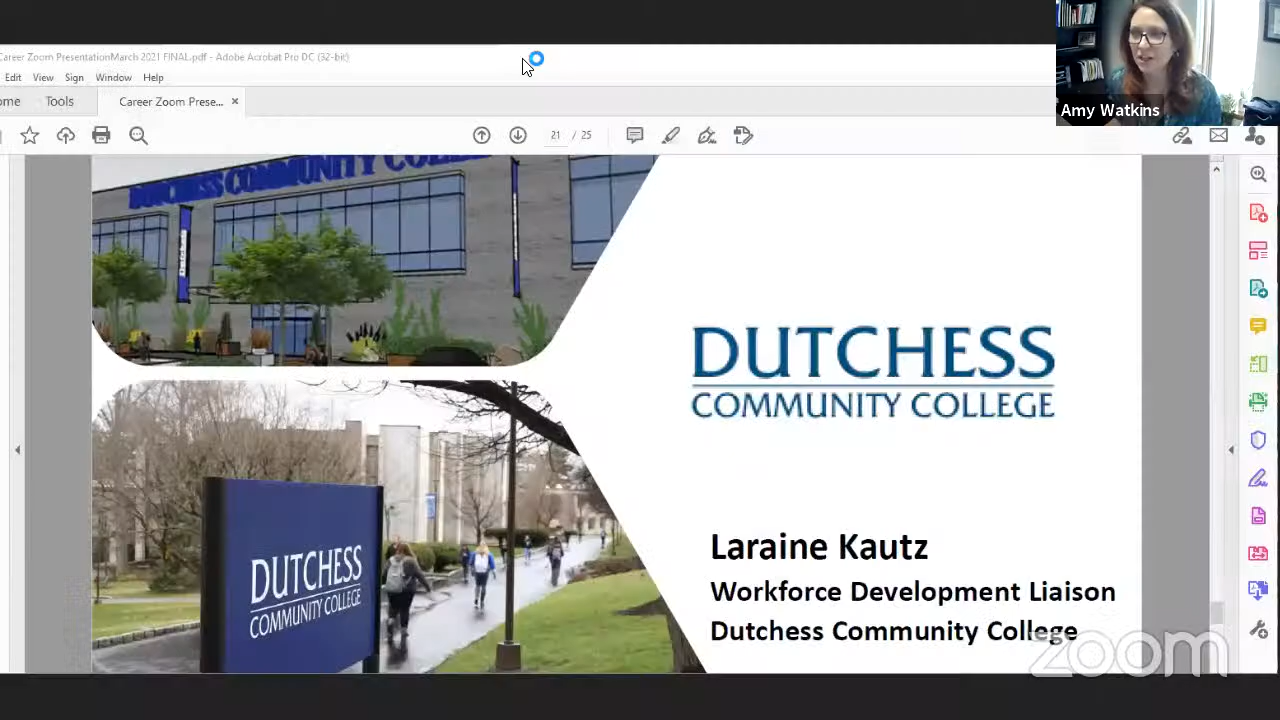 Career Zoom PresentationMarch 2021 FINAL.pdf - Adobe Acrobat Pro DC (32-bit)
Edit View Sign Window Help
ome Tools Career Zoom Prese... ×
21 / 25
Amy Watkins
DUTCHESS COMMUNITY COLLE
DUTCHESS
COMMUNITY COLLEGE
DUTCHESS
COMMUNITY COLLEGE
Laraine Kautz
Workforce Development Liaison
Dutchess Community College
zoom